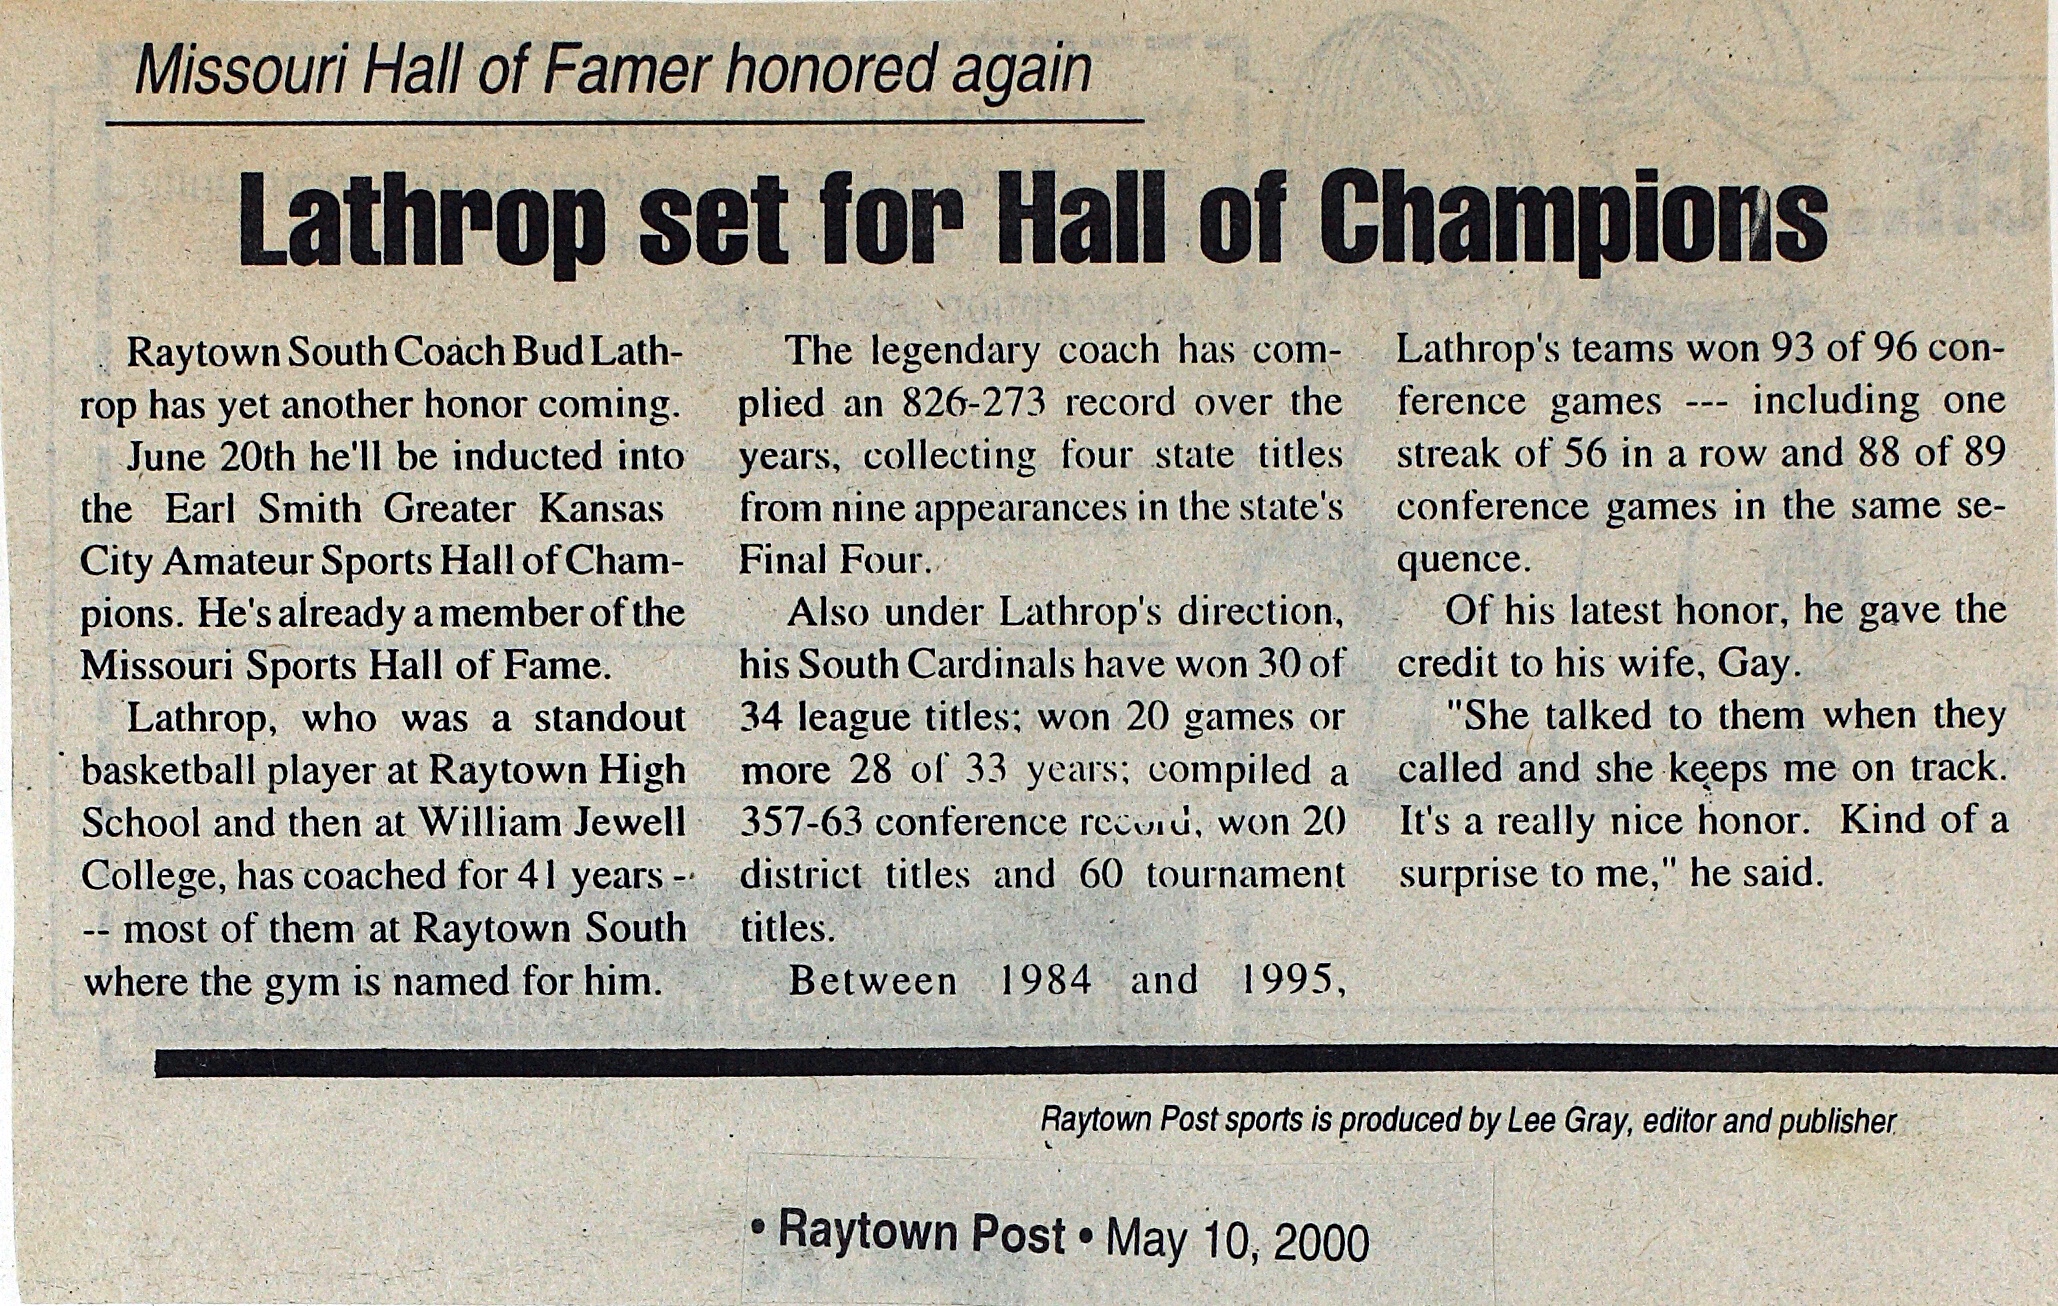 Missouri Hall of Famer honored again
Lathrop set for Hall of Champions
Raytown South Coach Bud Lath-
rop has yet another honor coming.
June 20th he'll be inducted into
the Earl Smith Greater Kansas
City Amateur Sports Hall of Cham-
pions. He's already a member of the
Missouri Sports Hall of Fame.
Lathrop, who was a standout
basketball player at Raytown High
School and then at William Jewell
College, has coached for 41 years -
-- most of them at Raytown South
where the gym is named for him.
The legendary coach has com-
plied an 826-273 record over the
years, collecting four state titles
from nine appearances in the state's
Final Four.
Also under Lathrop's direction,
his South Cardinals have won 30 of
34 league titles; won 20 games or
more 28 of 33 years; compiled a
357-63 conference record, won 20
district titles and 60 tournament
titles.
Between 1984 and 1995,
Lathrop's teams won 93 of 96 con-
ference games --- including one
streak of 56 in a row and 88 of 89
conference games in the same se-
quence.
Of his latest honor, he gave the
credit to his wife, Gay.
"She talked to them when they
called and she keeps me on track.
It's a really nice honor. Kind of a
surprise to me," he said.
Raytown Post sports is produced by Lee Gray, editor and publisher
• Raytown Post • May 10, 2000